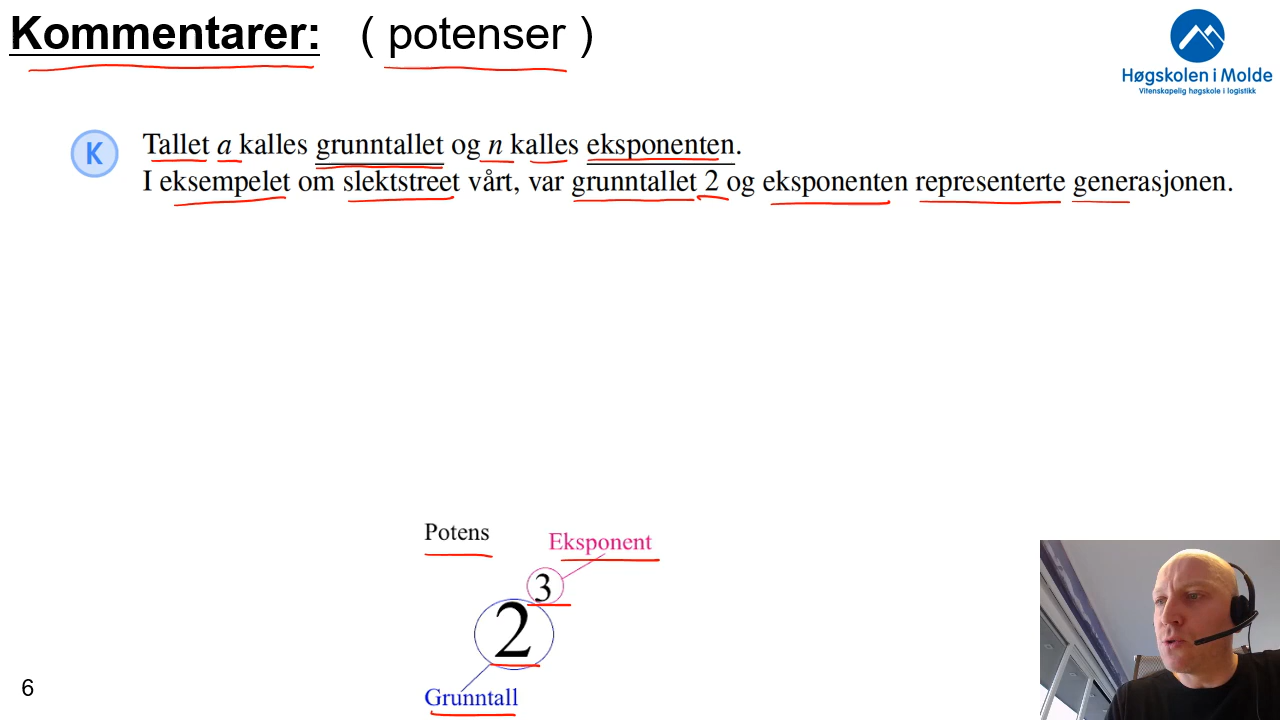 Kommentarer: ( potenser )
Høgskolen i Molde
Vitenskapelig høgskole i logistikk
K
Tallet a kalles grunntallet og n kalles eksponenten.
I eksempelet om slektstreet vårt, var grunntallet 2 og eksponenten representerte generasjonen.
Potens
Eksponent
3
2
Grunntall
6